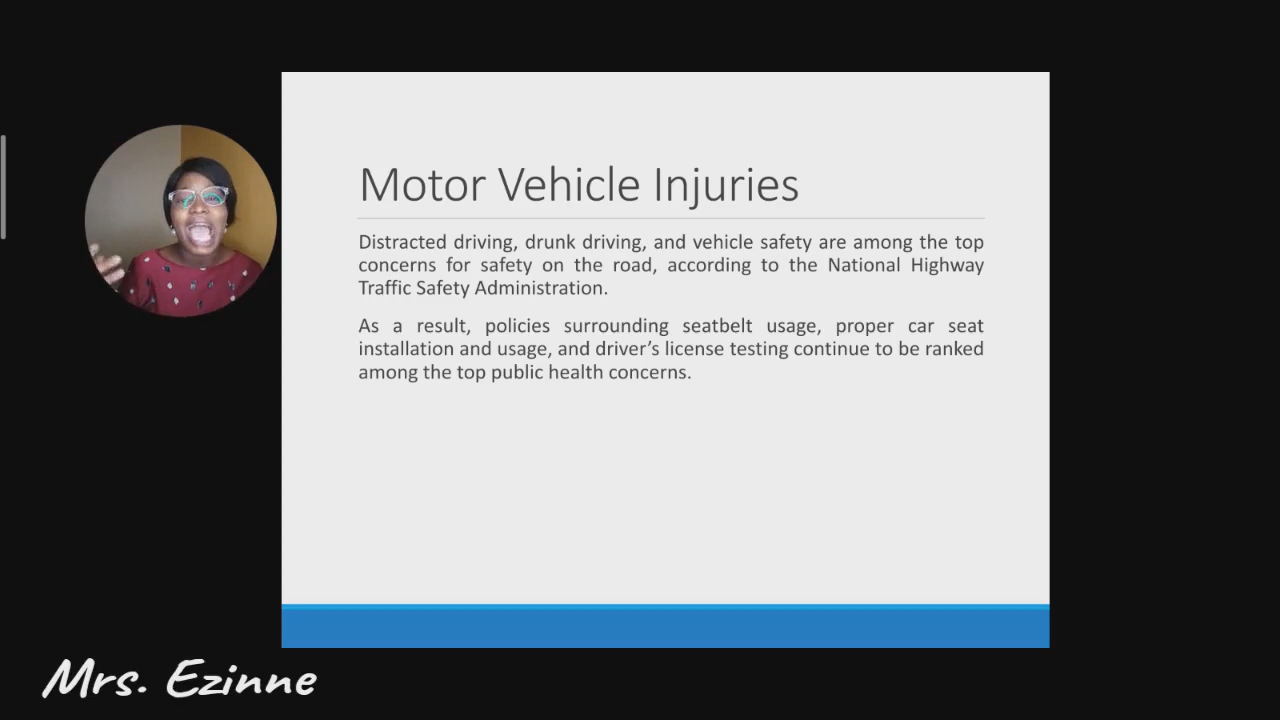 Motor Vehicle Injuries
Distracted driving, drunk driving, and vehicle safety are among the top
concerns for safety on the road, according to the National Highway
Traffic Safety Administration.
As a result, policies surrounding seatbelt usage, proper car seat
installation and usage, and driver’s license testing continue to be ranked
among the top public health concerns.
Mrs. Ezinne